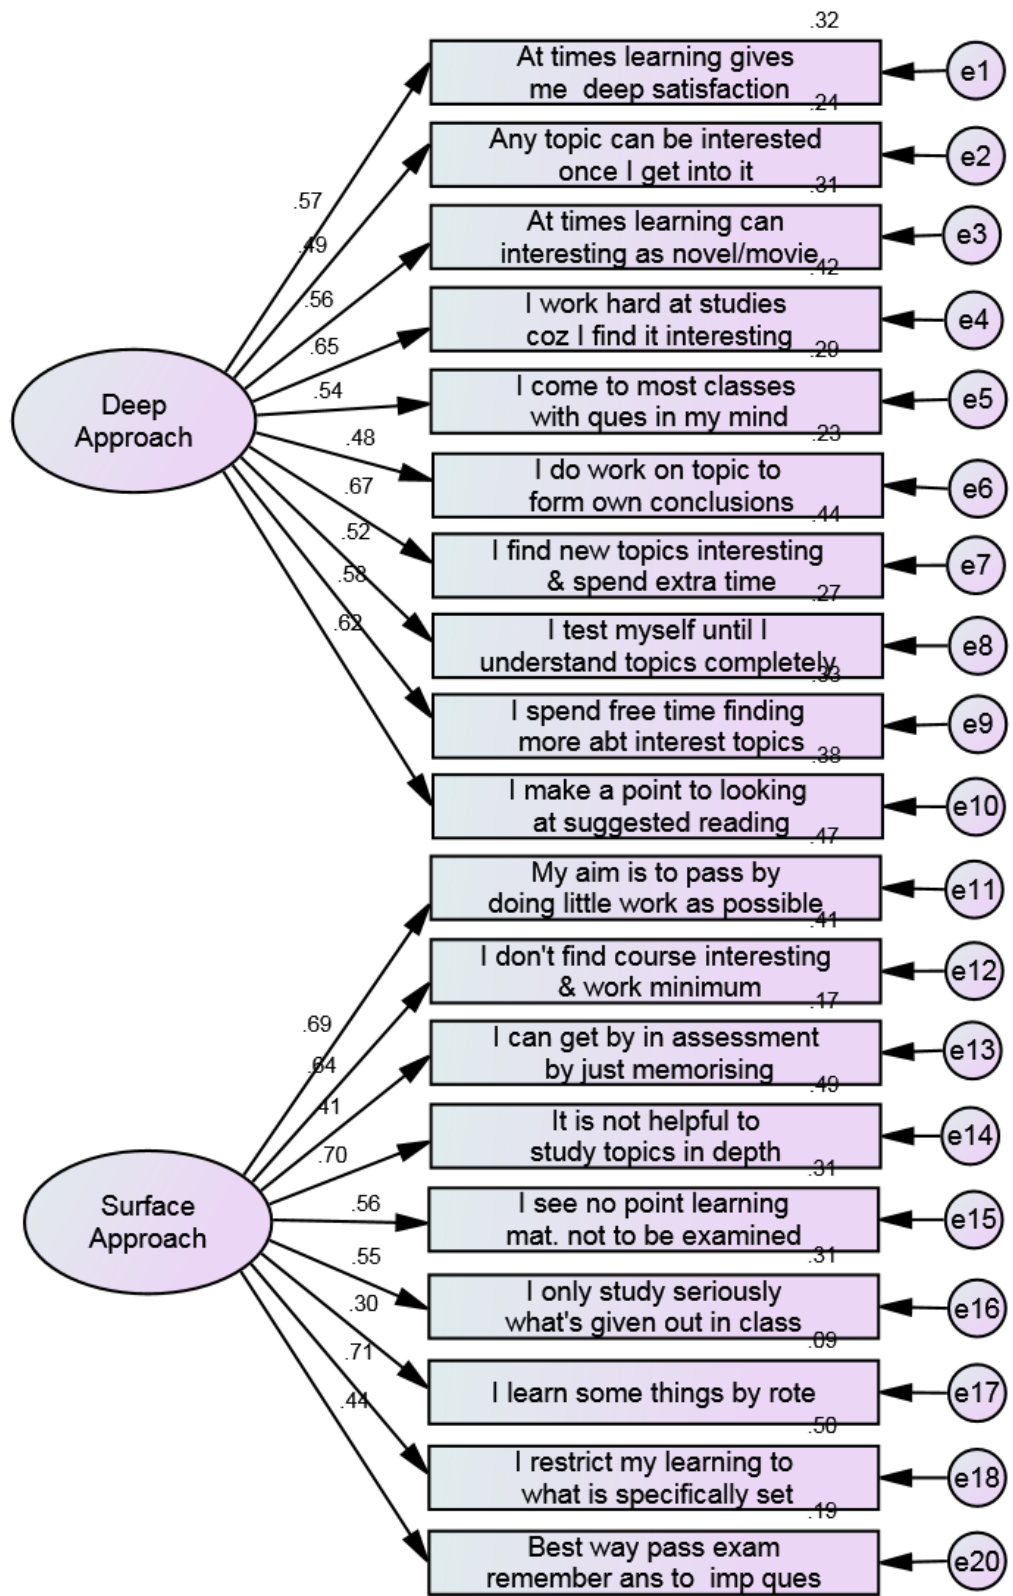 .32
At times learning gives
me deep satisfaction
e1
.24
Any topic can be interested
once I get into it
e2
.31
At times learning can
interesting as novel/movie
e3
.42
I work hard at studies
coz I find it interesting
e4
.29
I come to most classes
with ques in my mind
e5
.23
I do work on topic to
form own conclusions
e6
.44
I find new topics interesting
& spend extra time
e7
.27
I test myself until I
understand topics completely
e8
.33
I spend free time finding
more abt interest topics
e9
.38
I make a point to looking
at suggested reading
e10
.57
.49
.56
.65
.54
.48
.67
.52
.58
.62
Deep
Approach
.47
My aim is to pass by
doing little work as possible
e11
.41
I don't find course interesting
& work minimum
e12
.17
I can get by in assessment
by just memorising
e13
.49
It is not helpful to
study topics in depth
e14
.31
I see no point learning
mat. not to be examined
e15
.31
I only study seriously
what's given out in class
e16
.09
I learn some things by rote
e17
.50
I restrict my learning to
what is specifically set
e18
.19
Best way pass exam
remember ans to imp ques
e20
.69
.64
.41
.70
.56
.55
.30
.71
.44
Surface
Approach